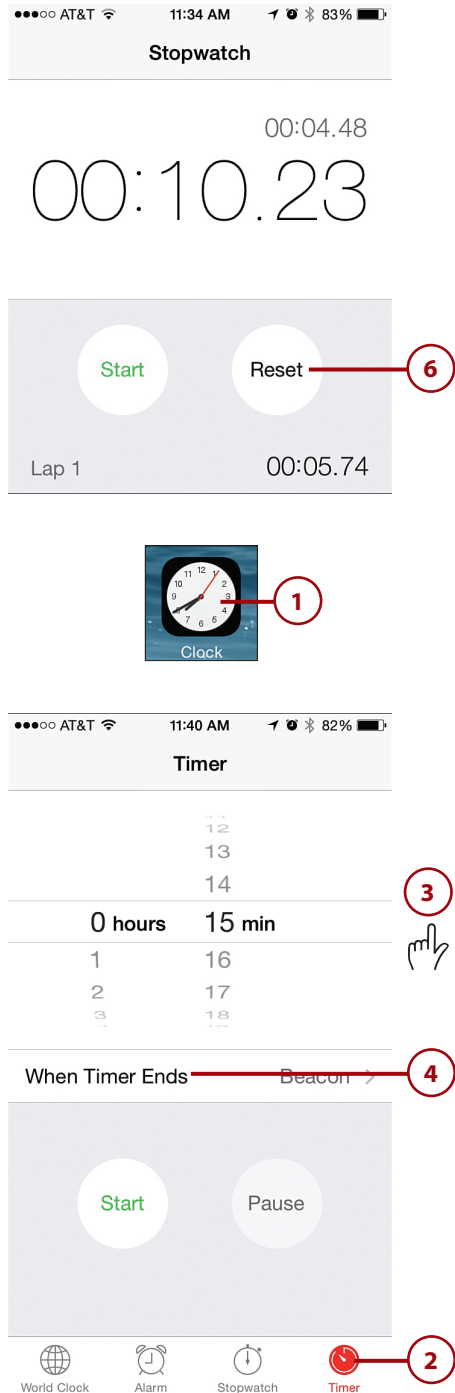 AT&T 11:34 AM 83%
Stopwatch
00:04.48
00:10.23
Start Reset 6
Lap 1 00:05.74
12 1 2 3 4 5 6 7 8 9 10 11
1
Clock
AT&T 11:40 AM 82%
Timer
12
13
14
3
0 hours 15 min
1 16
2 17
3 18
When Timer Ends Beacon > 4
Start Pause
2
World Clock Alarm Stopwatch Timer